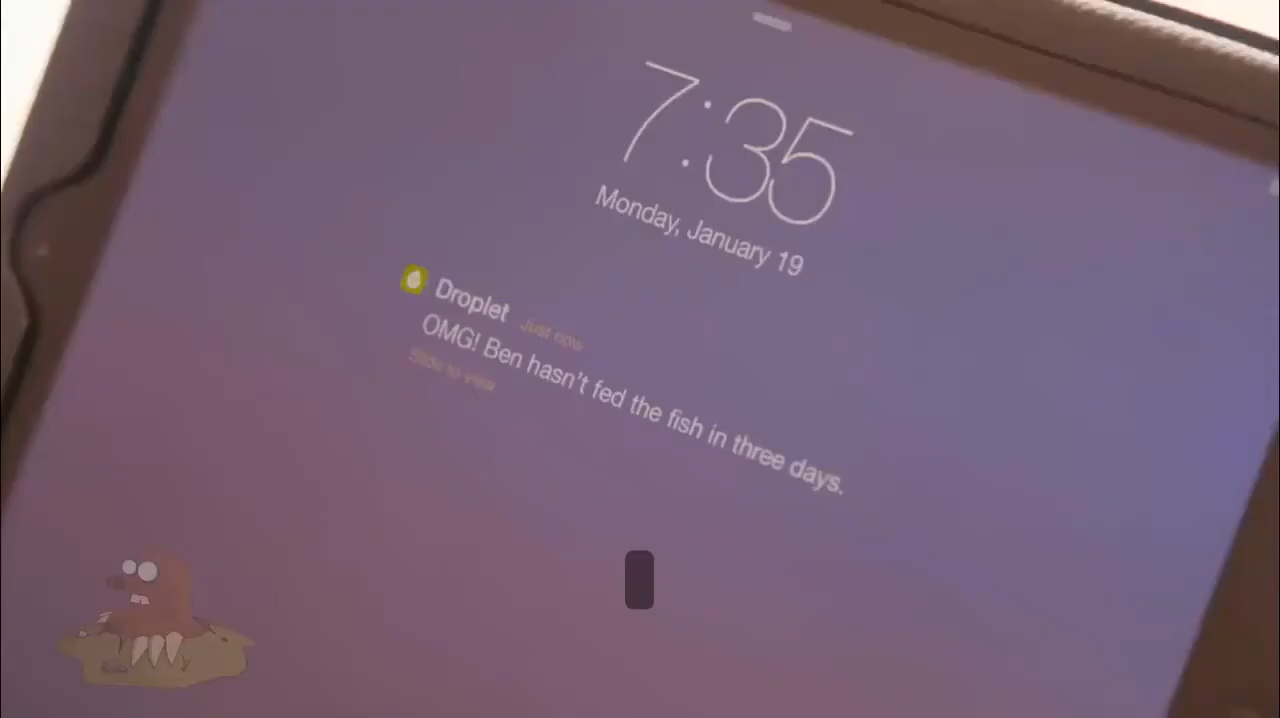 7:35
Monday, January 19
Droplet Just now
OMG! Ben hasn't fed the fish in three days.
Slide to view